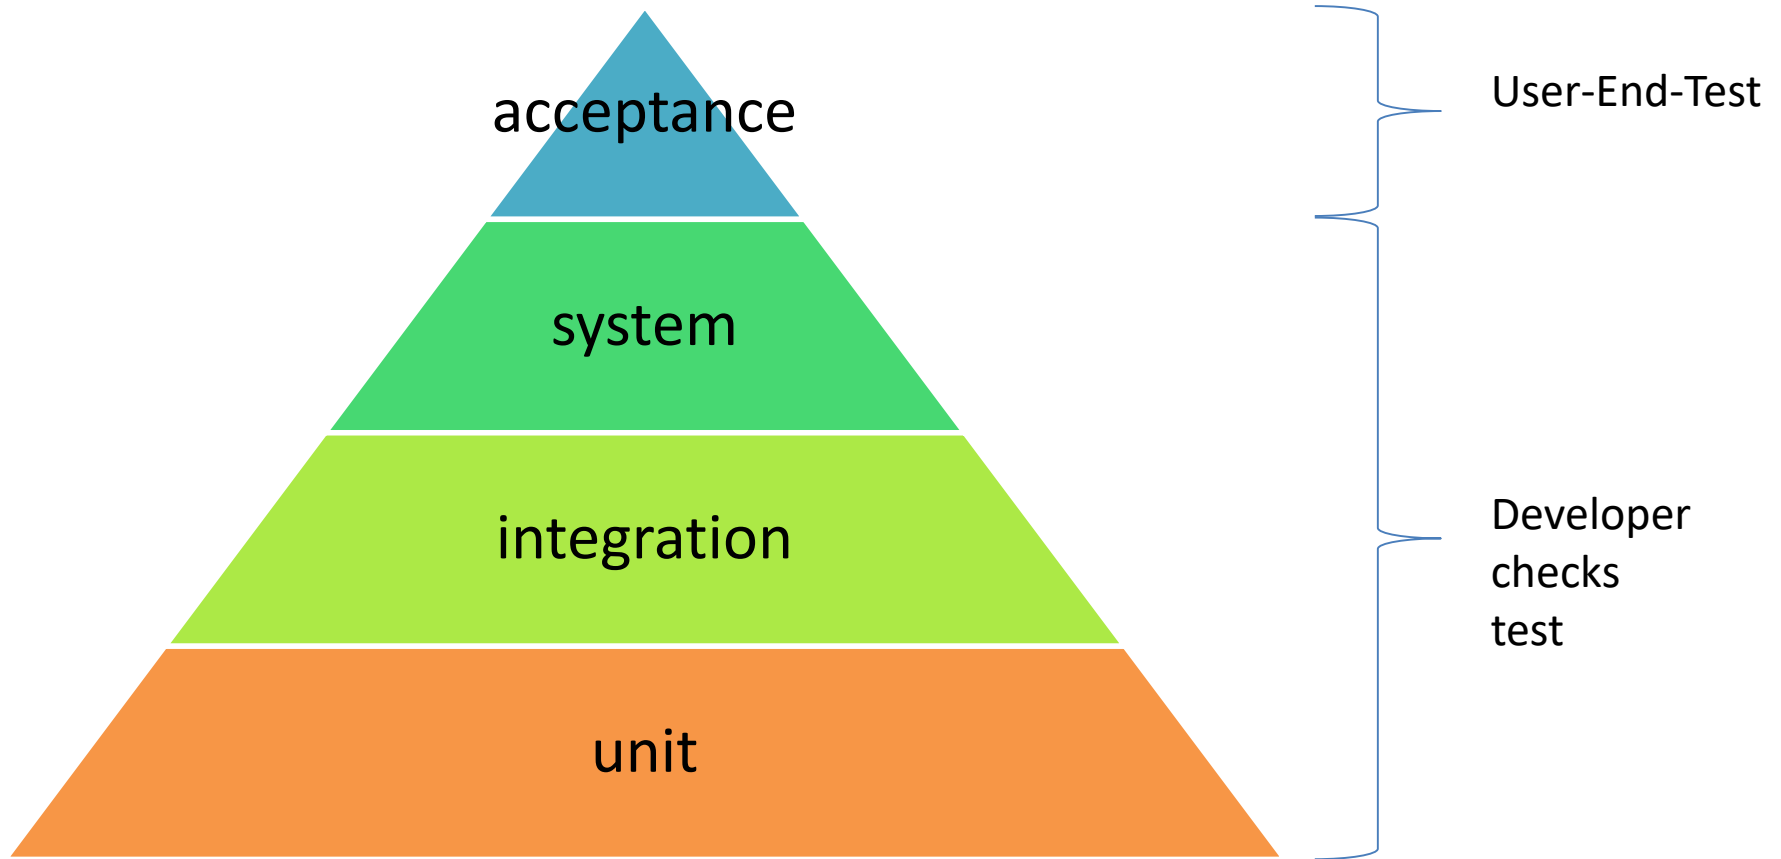 acceptance
User-End-Test
system
integration
Developer
checks
test
unit